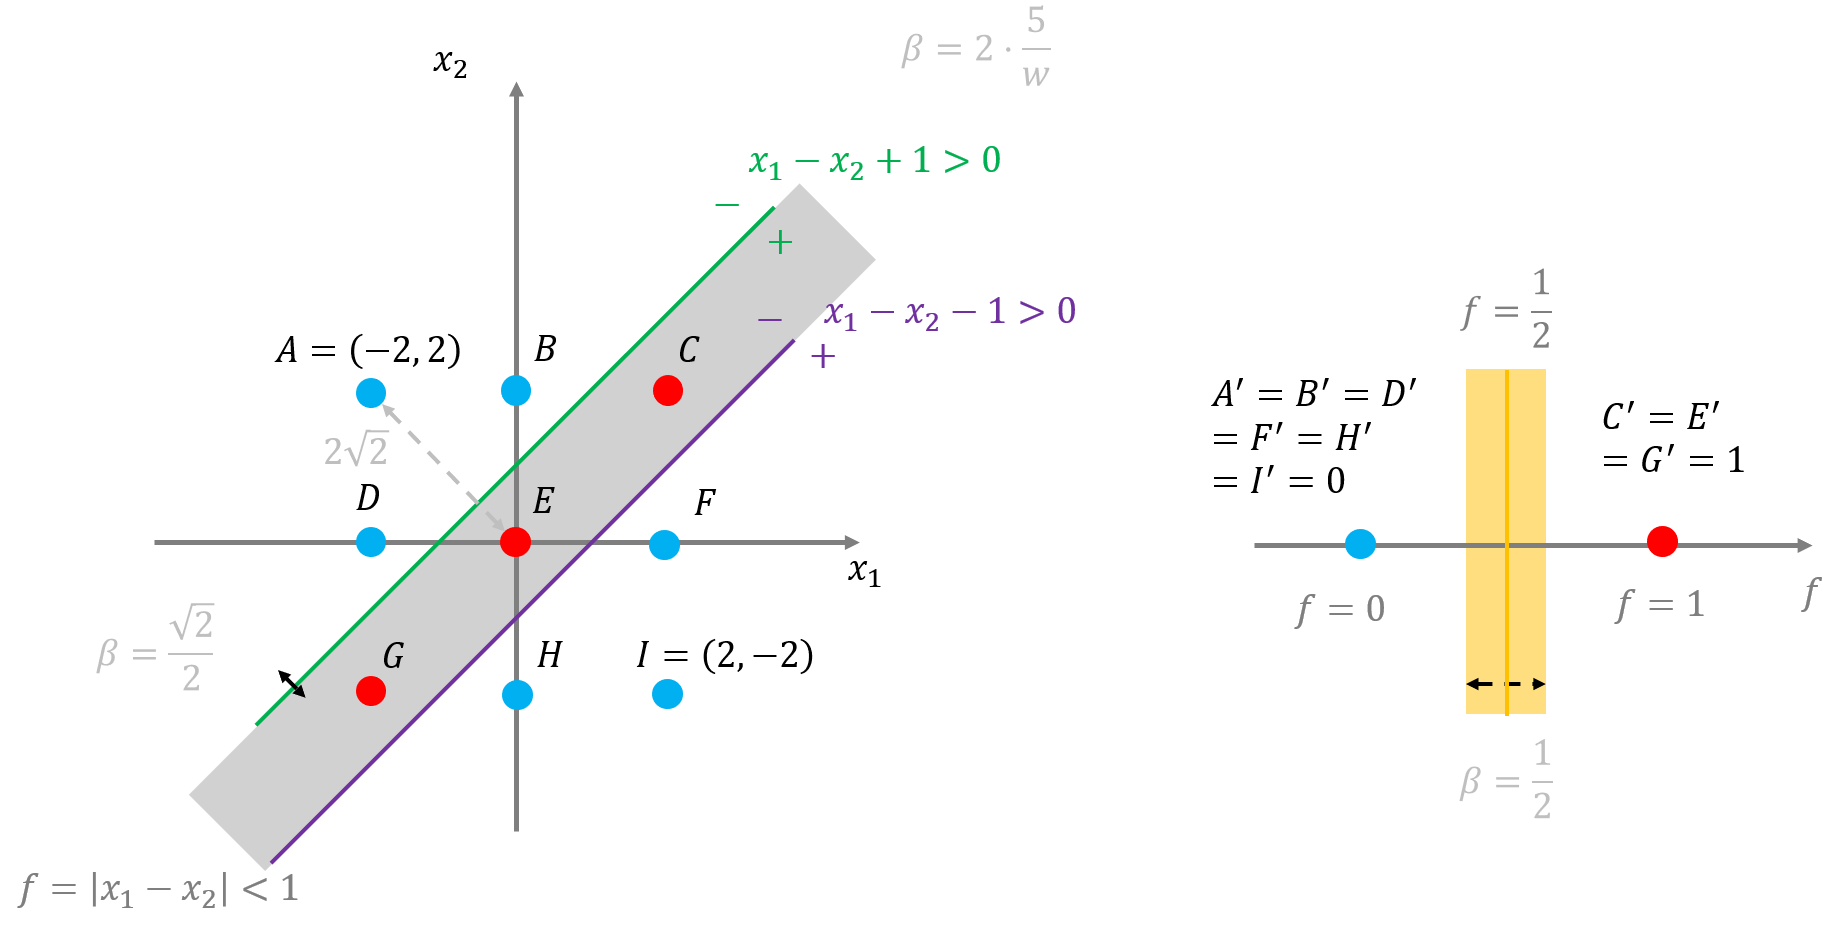 β = 2 · 5/w
x₂
x₁ − x₂ + 1 > 0
−
+
x₁ − x₂ − 1 > 0
−
+
A = (−2, 2)
B
C
2√2
D
E
F
x₁
β = √2/2
G
H
I = (2, −2)
f = |x₁ − x₂| < 1
f = 1/2
A′ = B′ = D′
= F′ = H′
= I′ = 0
C′ = E′
= G′ = 1
f = 0
f = 1
f
β = 1/2